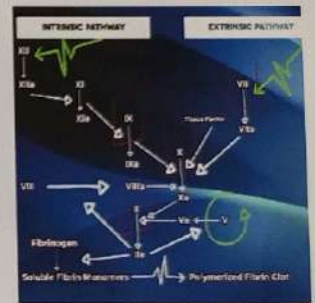 INTRINSIC PATHWAY
EXTRINSIC PATHWAY
XII
XIIa
XI
XIa
IX
IXa
VII
Tissue Factor
VIIa
X
VIII
VIIIa
Xa
II
Va
V
IIa
Fibrinogen
Soluble Fibrin Monomers
Polymerized Fibrin Clot